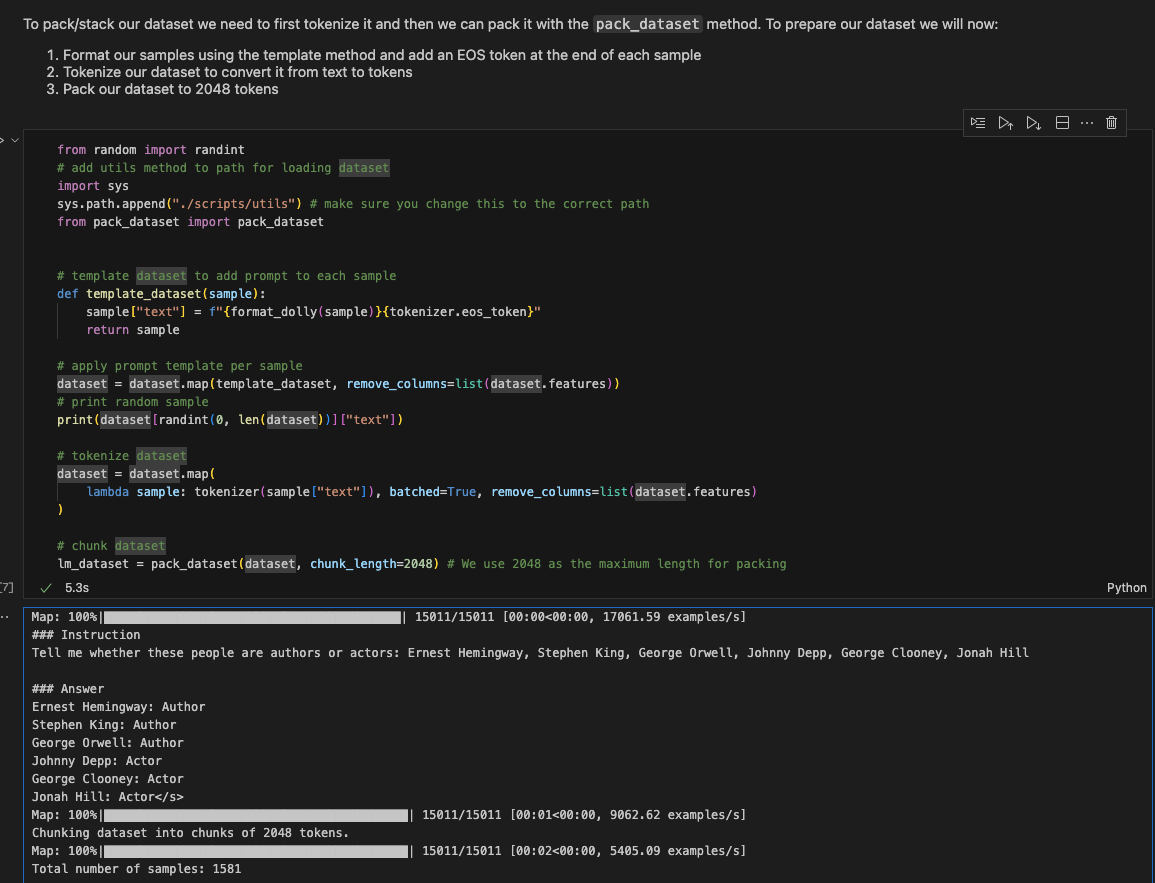 To pack/stack our dataset we need to first tokenize it and then we can pack it with the pack_dataset method. To prepare our dataset we will now:
1. Format our samples using the template method and add an EOS token at the end of each sample
2. Tokenize our dataset to convert it from text to tokens
3. Pack our dataset to 2048 tokens
from random import randint
# add utils method to path for loading dataset
import sys
sys.path.append("./scripts/utils") # make sure you change this to the correct path
from pack_dataset import pack_dataset
# template dataset to add prompt to each sample
def template_dataset(sample):
    sample["text"] = f"{format_dolly(sample)}{tokenizer.eos_token}"
    return sample
# apply prompt template per sample
dataset = dataset.map(template_dataset, remove_columns=list(dataset.features))
# print random sample
print(dataset[randint(0, len(dataset))]["text"])
# tokenize dataset
dataset = dataset.map(
    lambda sample: tokenizer(sample["text"]), batched=True, remove_columns=list(dataset.features)
)
# chunk dataset
lm_dataset = pack_dataset(dataset, chunk_length=2048) # We use 2048 as the maximum length for packing
7] ✓ 5.3s Python
Map: 100%|██████████| 15011/15011 [00:00<00:00, 17061.59 examples/s]
### Instruction
Tell me whether these people are authors or actors: Ernest Hemingway, Stephen King, George Orwell, Johnny Depp, George Clooney, Jonah Hill
### Answer
Ernest Hemingway: Author
Stephen King: Author
George Orwell: Author
Johnny Depp: Actor
George Clooney: Actor
Jonah Hill: Actor</s>
Map: 100%|██████████| 15011/15011 [00:01<00:00, 9062.62 examples/s]
Chunking dataset into chunks of 2048 tokens.
Map: 100%|██████████| 15011/15011 [00:02<00:00, 5405.09 examples/s]
Total number of samples: 1581